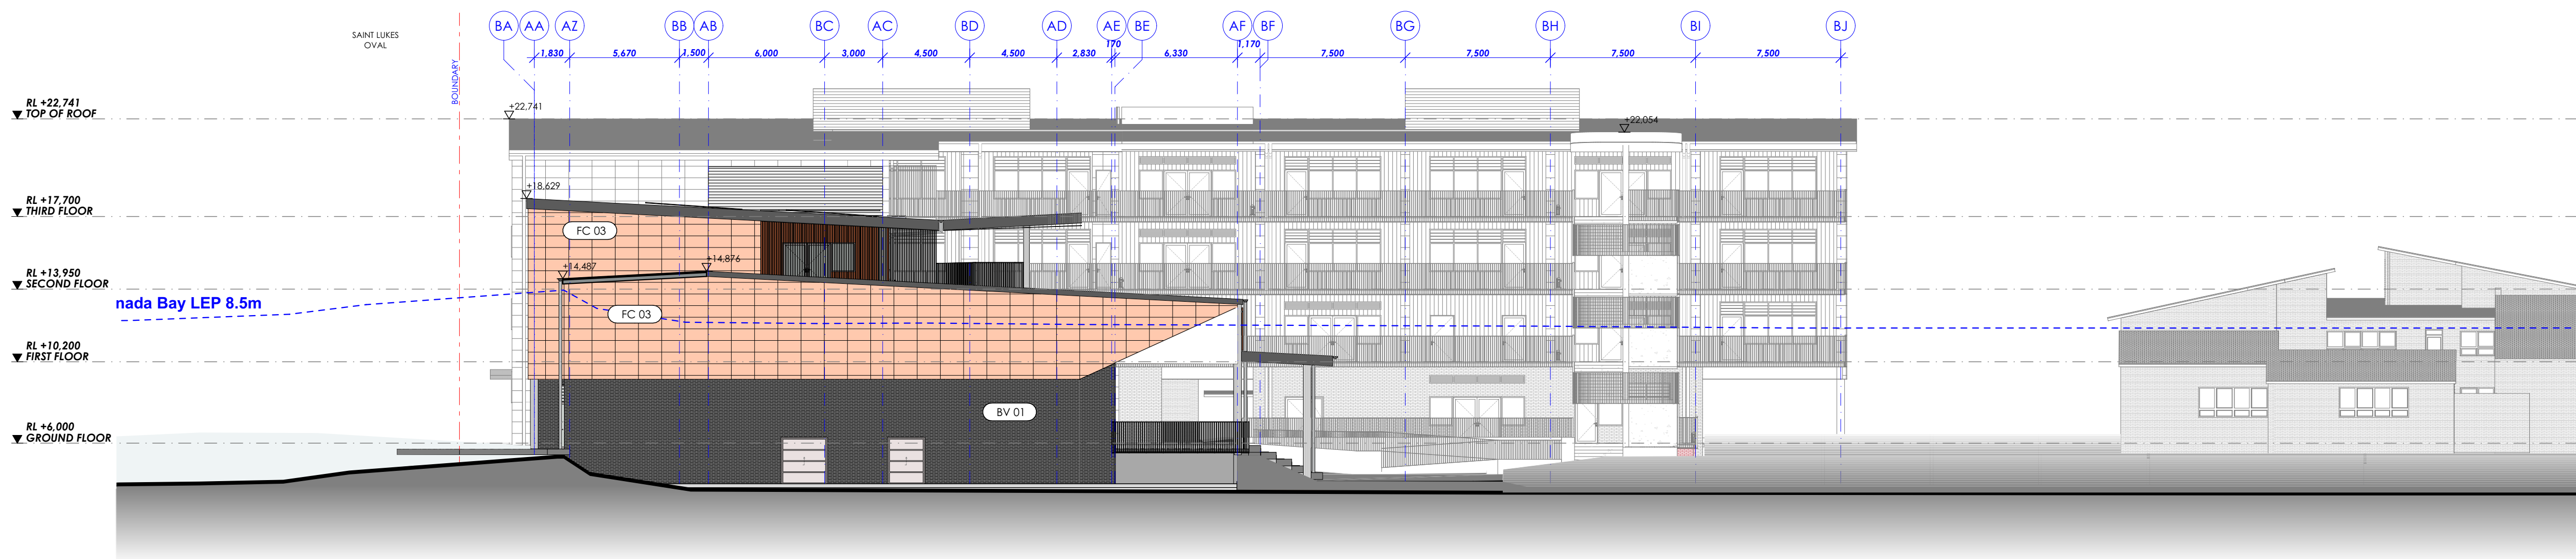 SAINT LUKES
OVAL
BOUNDARY
BA AA AZ BB AB BC AC BD AD AE BE AF BF BG BH BI BJ
1,830 5,670 1,500 6,000 3,000 4,500 4,500 2,830 170 6,330 1,170 7,500 7,500 7,500 7,500
RL +22,741
TOP OF ROOF
+22,741
+22,054
RL +17,700
THIRD FLOOR
+18,629
FC 03
RL +13,950
SECOND FLOOR
+14,487
+14,876
nada Bay LEP 8.5m
FC 03
RL +10,200
FIRST FLOOR
BV 01
RL +6,000
GROUND FLOOR